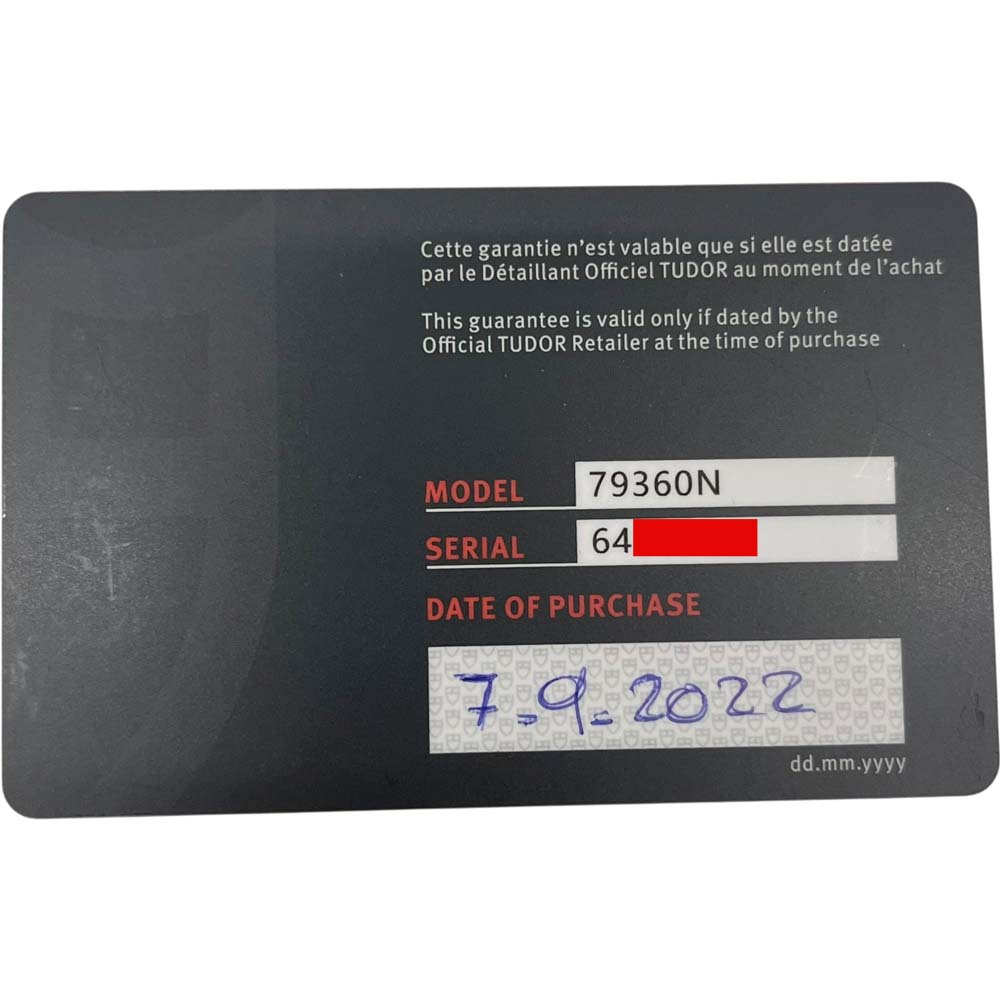 Cette garantie n'est valable que si elle est datée
par le Détaillant Officiel TUDOR au moment de l'achat
This guarantee is valid only if dated by the
Official TUDOR Retailer at the time of purchase
MODEL 79360N
SERIAL 64
DATE OF PURCHASE
7-9-2022
dd.mm.yyyy